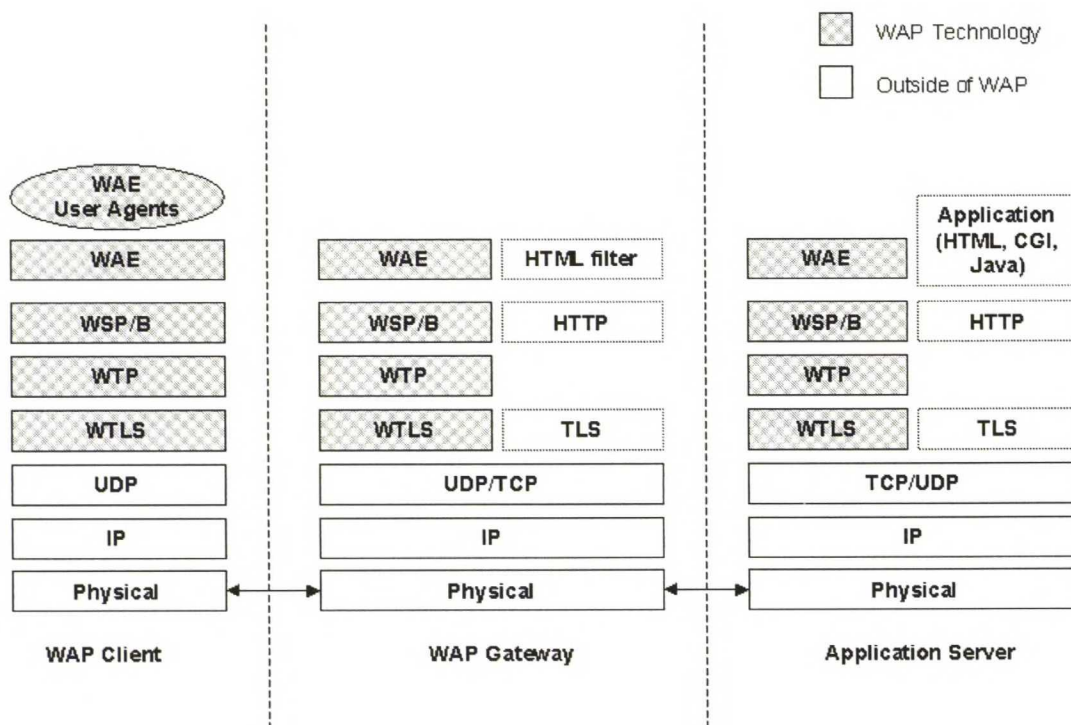 WAP Technology
Outside of WAP
WAE
User Agents
WAE
WSP/B
WTP
WTLS
UDP
IP
Physical
WAP Client
WAE
HTML filter
WSP/B
HTTP
WTP
WTLS
TLS
UDP/TCP
IP
Physical
WAP Gateway
Application
(HTML, CGI,
Java)
WAE
WSP/B
HTTP
WTP
WTLS
TLS
TCP/UDP
IP
Physical
Application Server